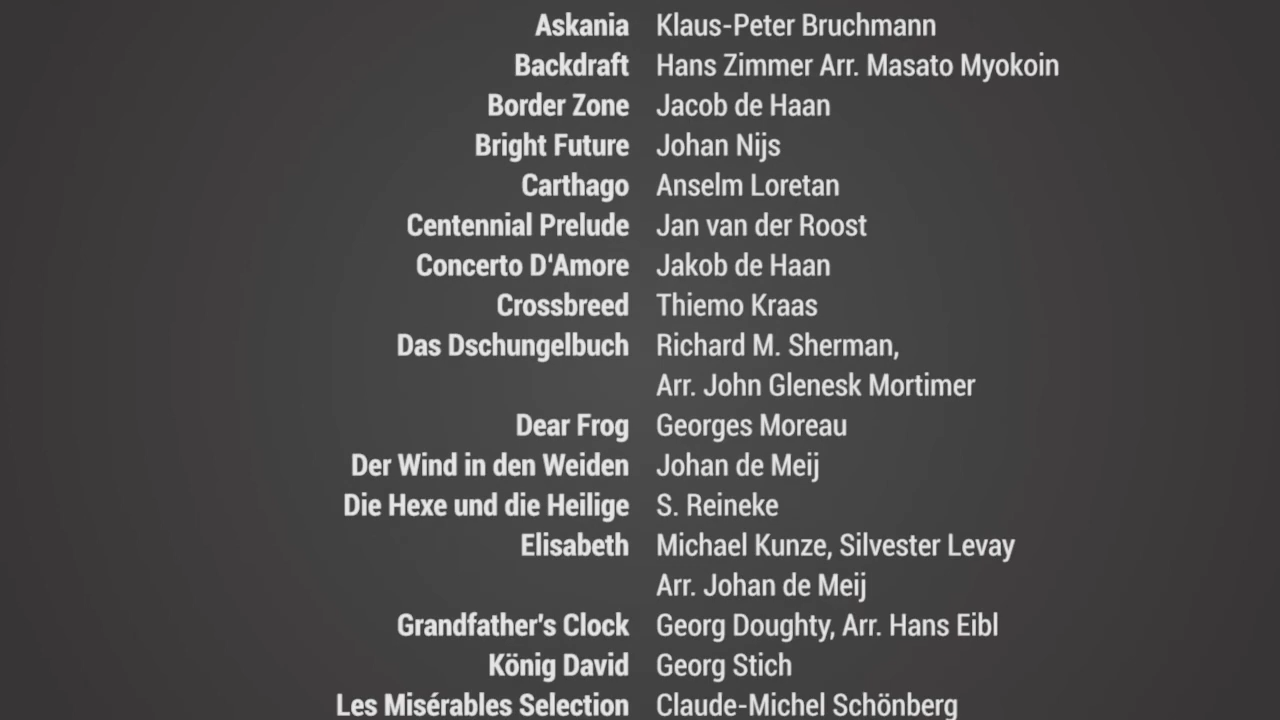 Askania Klaus-Peter Bruchmann
Backdraft Hans Zimmer Arr. Masato Myokoin
Border Zone Jacob de Haan
Bright Future Johan Nijs
Carthago Anselm Loretan
Centennial Prelude Jan van der Roost
Concerto D‘Amore Jakob de Haan
Crossbreed Thiemo Kraas
Das Dschungelbuch Richard M. Sherman,
Arr. John Glenesk Mortimer
Dear Frog Georges Moreau
Der Wind in den Weiden Johan de Meij
Die Hexe und die Heilige S. Reineke
Elisabeth Michael Kunze, Silvester Levay
Arr. Johan de Meij
Grandfather's Clock Georg Doughty, Arr. Hans Eibl
König David Georg Stich
Les Misérables Selection Claude-Michel Schönberg